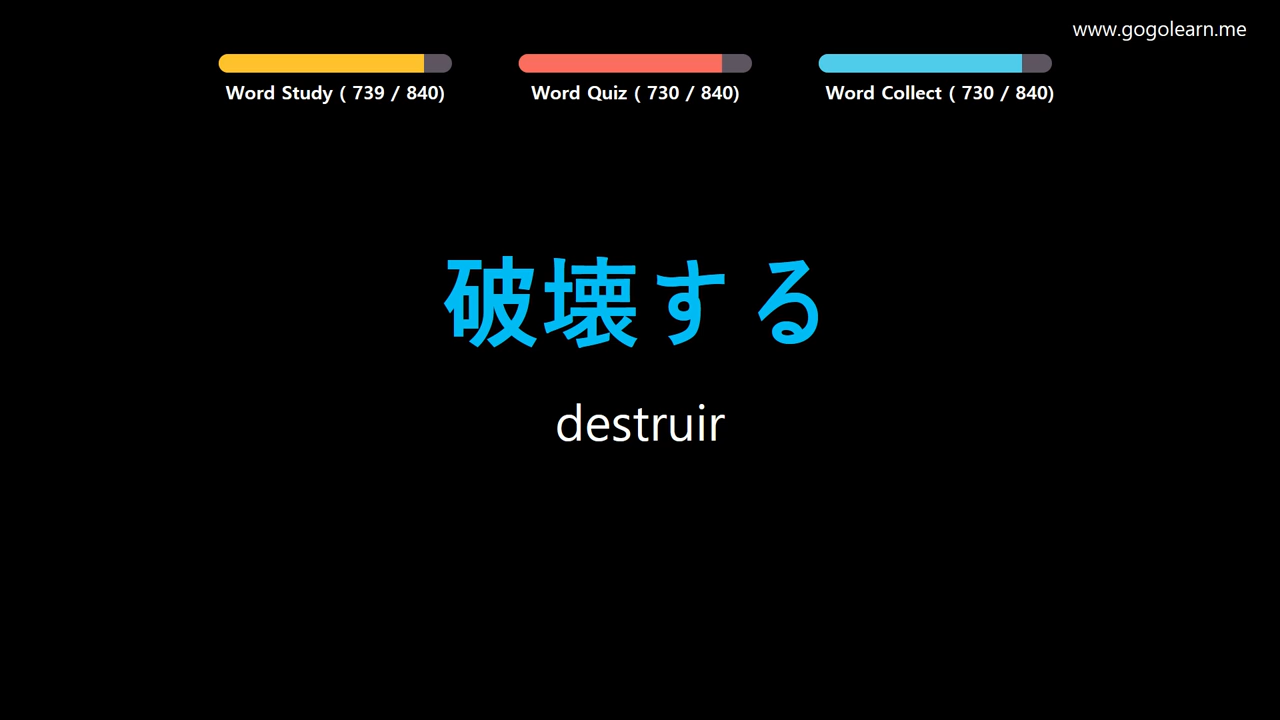 www.gogolearn.me
Word Study ( 739 / 840)
Word Quiz ( 730 / 840)
Word Collect ( 730 / 840)
破壊する
destruir